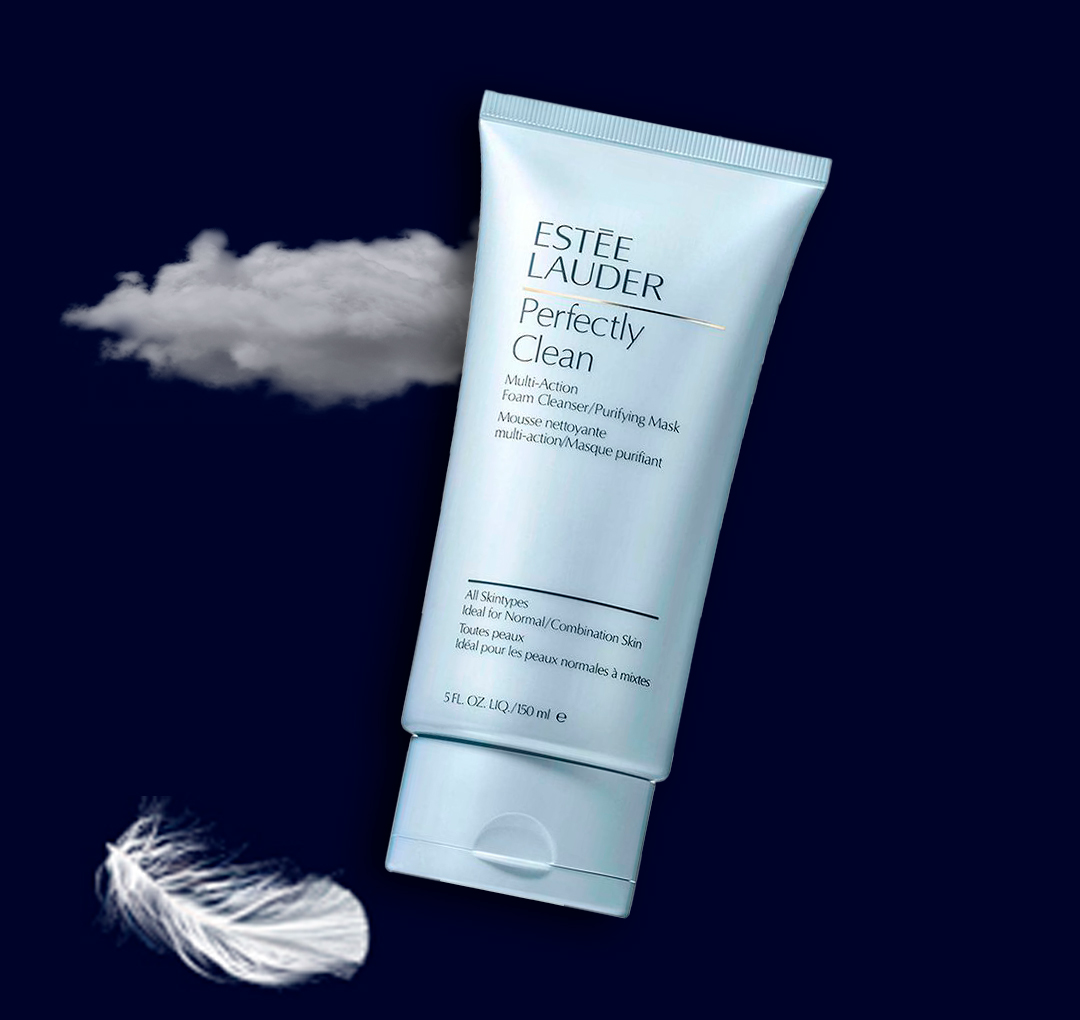 ESTĒE
LAUDER
Perfectly
Clean
Multi-Action
Foam Cleanser/Purifying Mask
Mousse nettoyante
multi-action/Masque purifiant
All Skintypes
Ideal for Normal/Combination Skin
Toutes peaux
Idéal pour les peaux normales à mixtes
5 FL. OZ. LIQ./150 ml ℮